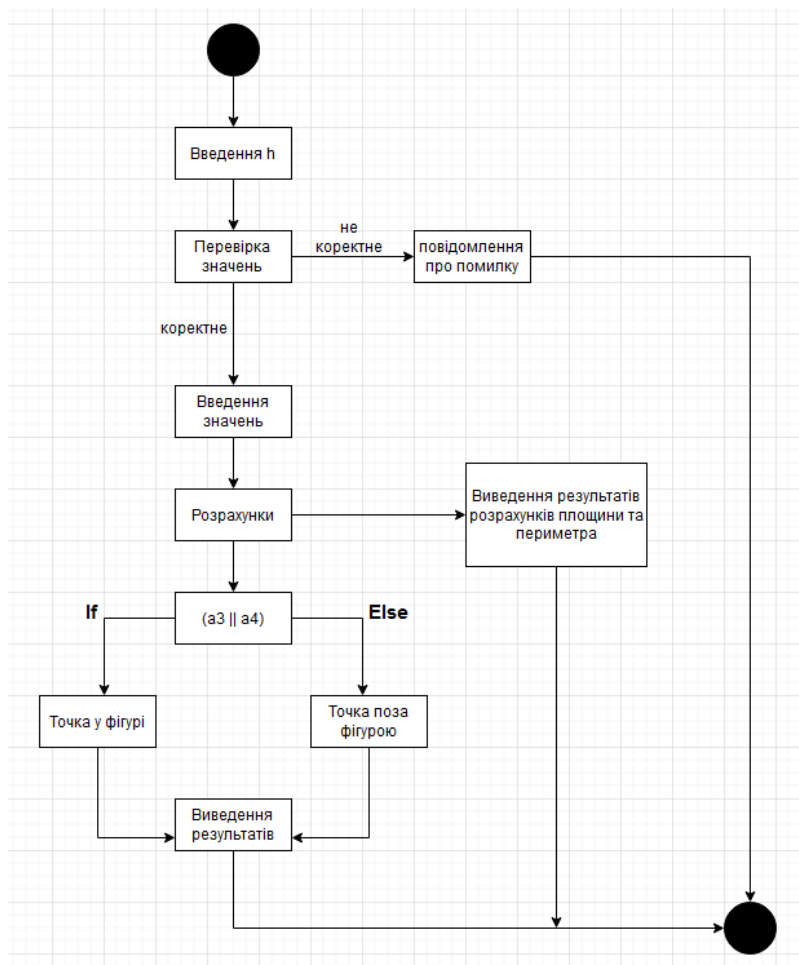 Введення h
Перевірка
значень
не
коректне
повідомлення
про помилку
коректне
Введення
значень
Розрахунки
Виведення результатів
розрахунків площини та
периметра
If
(a3 || a4)
Else
Точка у фігурі
Точка поза
фігурою
Виведення
результатів